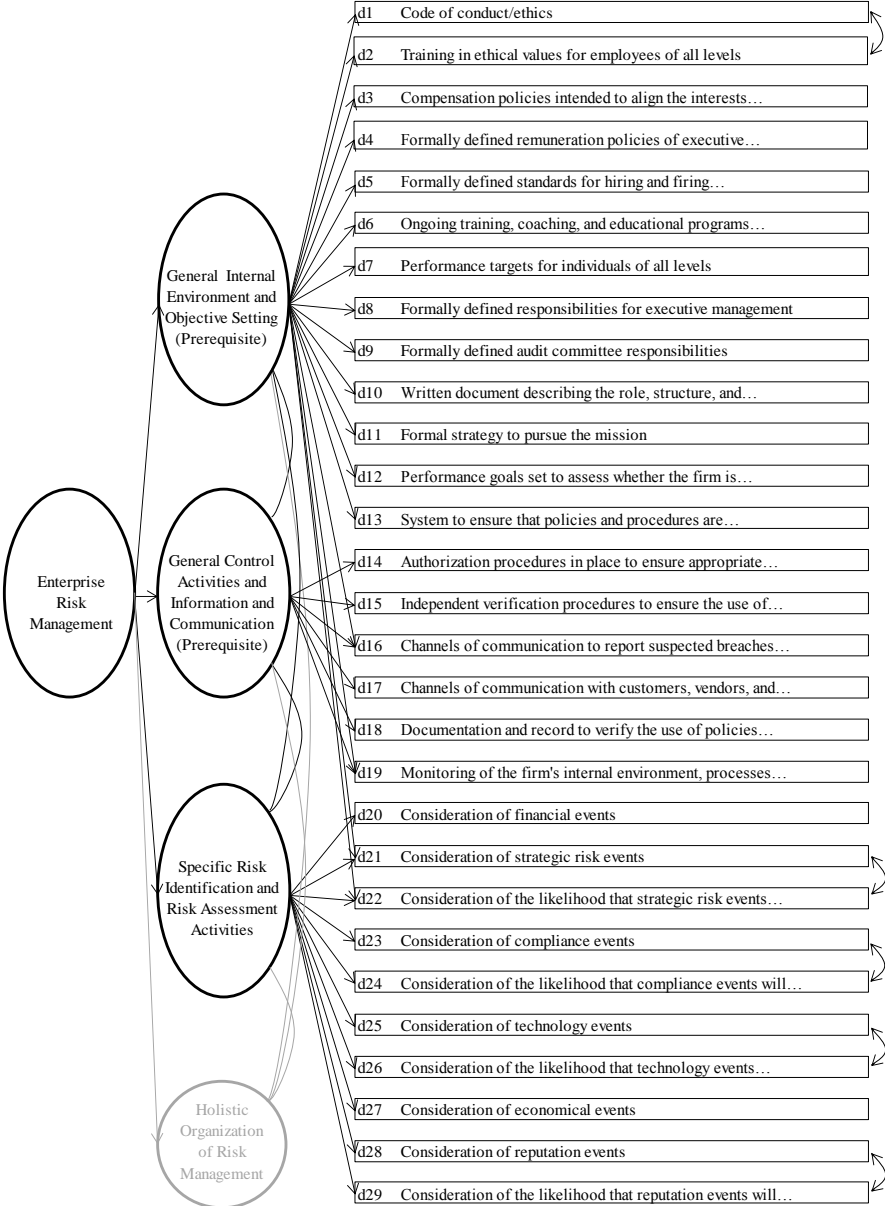 d1 Code of conduct/ethics
d2 Training in ethical values for employees of all levels
d3 Compensation policies intended to align the interests…
d4 Formally defined remuneration policies of executive…
d5 Formally defined standards for hiring and firing…
d6 Ongoing training, coaching, and educational programs…
d7 Performance targets for individuals of all levels
d8 Formally defined responsibilities for executive management
d9 Formally defined audit committee responsibilities
d10 Written document describing the role, structure, and…
d11 Formal strategy to pursue the mission
d12 Performance goals set to assess whether the firm is…
d13 System to ensure that policies and procedures are…
d14 Authorization procedures in place to ensure appropriate…
d15 Independent verification procedures to ensure the use of…
d16 Channels of communication to report suspected breaches…
d17 Channels of communication with customers, vendors, and…
d18 Documentation and record to verify the use of policies…
d19 Monitoring of the firm's internal environment, processes…
d20 Consideration of financial events
d21 Consideration of strategic risk events
d22 Consideration of the likelihood that strategic risk events…
d23 Consideration of compliance events
d24 Consideration of the likelihood that compliance events will…
d25 Consideration of technology events
d26 Consideration of the likelihood that technology events…
d27 Consideration of economical events
d28 Consideration of reputation events
d29 Consideration of the likelihood that reputation events will…
General Internal
Environment and
Objective Setting
(Prerequisite)
Enterprise
Risk
Management
General Control
Activities and
Information and
Communication
(Prerequisite)
Specific Risk
Identification and
Risk Assessment
Activities
Holistic
Organization
of Risk
Management